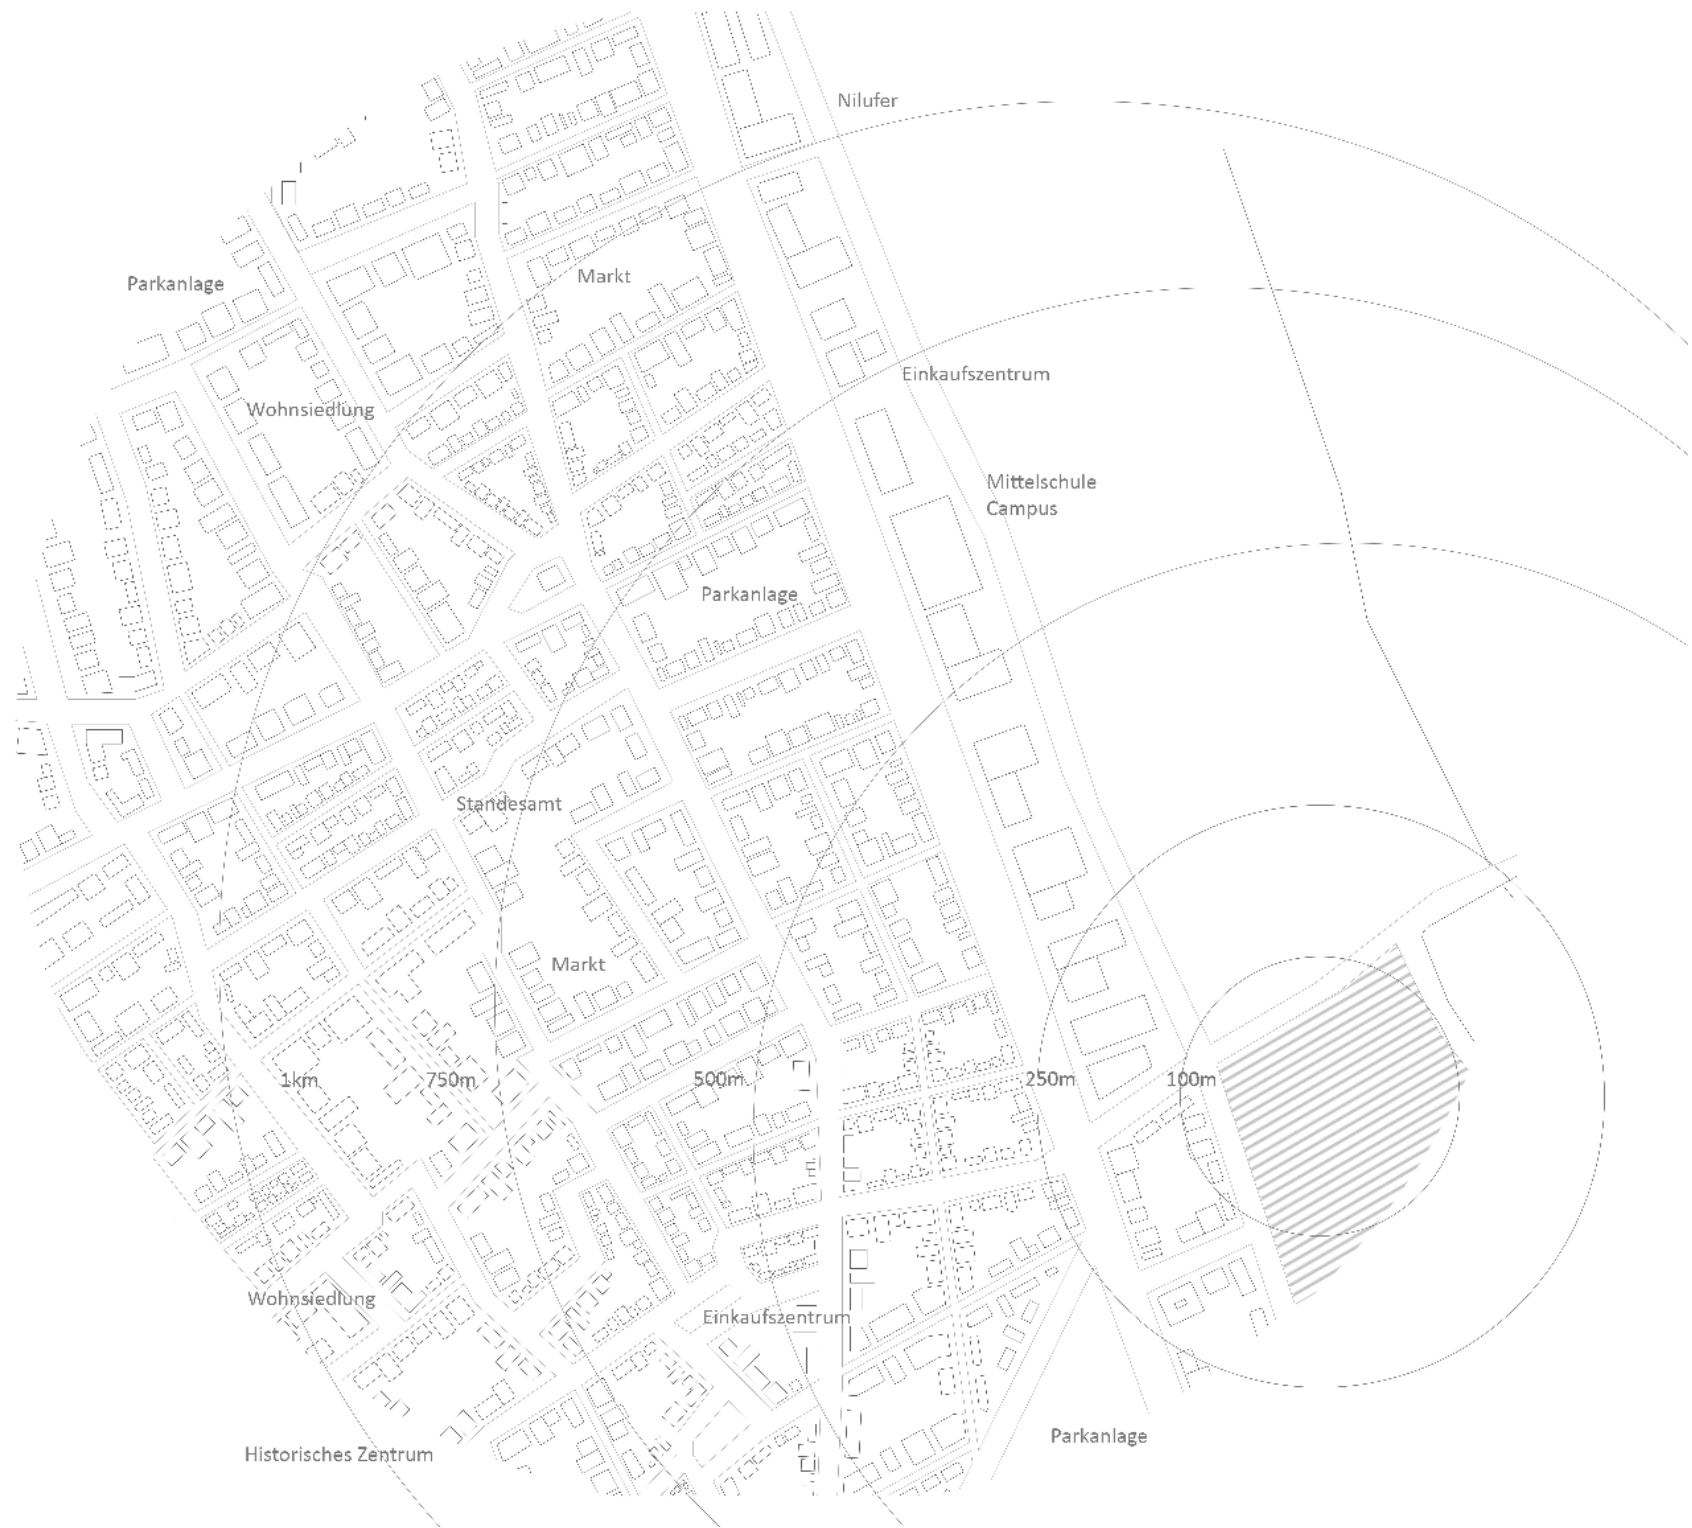 Nilufer
Parkanlage
Markt
Einkaufszentrum
Wohnsiedlung
Mittelschule
Campus
Parkanlage
Standesamt
Markt
1km
750m
500m
250m
100m
Wohnsiedlung
Einkaufszentrum
Parkanlage
Historisches Zentrum